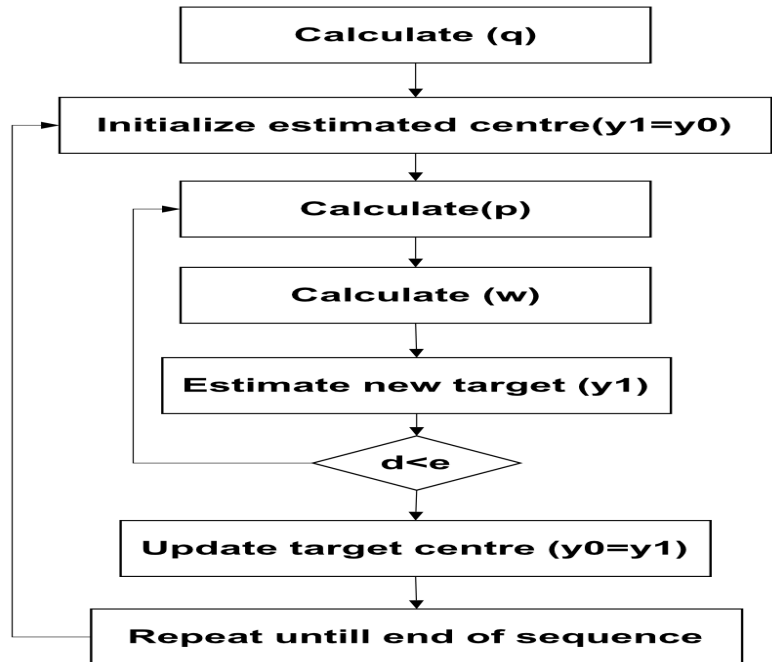 Calculate (q)
Initialize estimated centre(y1=y0)
Calculate(p)
Calculate (w)
Estimate new target (y1)
d<e
Update target centre (y0=y1)
Repeat untill end of sequence